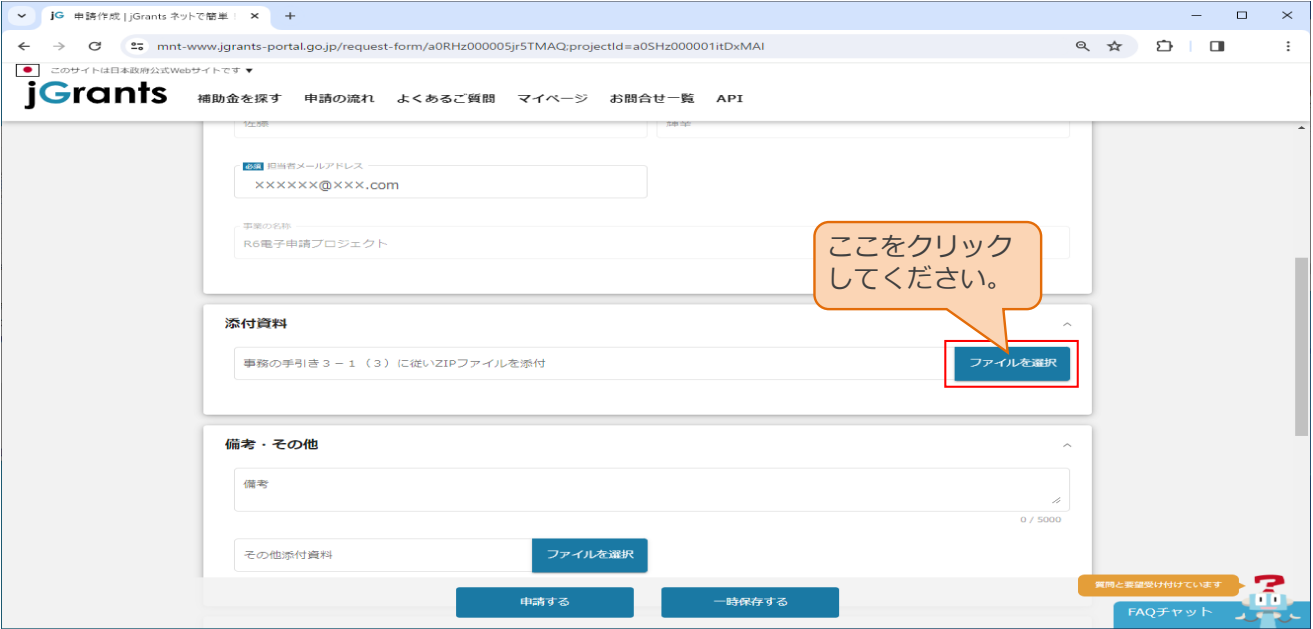 jG 申請作成 | jGrants ネットで簡単
mnt-www.jgrants-portal.go.jp/request-form/a0RHz000005jr5TMAQ;projectId=a0SHz000001itDxMAI
このサイトは日本政府公式Webサイトです ▼
jGrants 補助金を探す 申請の流れ よくあるご質問 マイページ お問合せ一覧 API
佐藤
必須 担当者メールアドレス
××××××@×××.com
事業の名称
R6電子申請プロジェクト
ここをクリック
してください。
添付資料
事務の手引き３－１（３）に従いZIPファイルを添付 ファイルを選択
備考・その他
備考
0 / 5000
その他添付資料 ファイルを選択
質問と要望受け付けています
申請する 一時保存する
FAQチャット